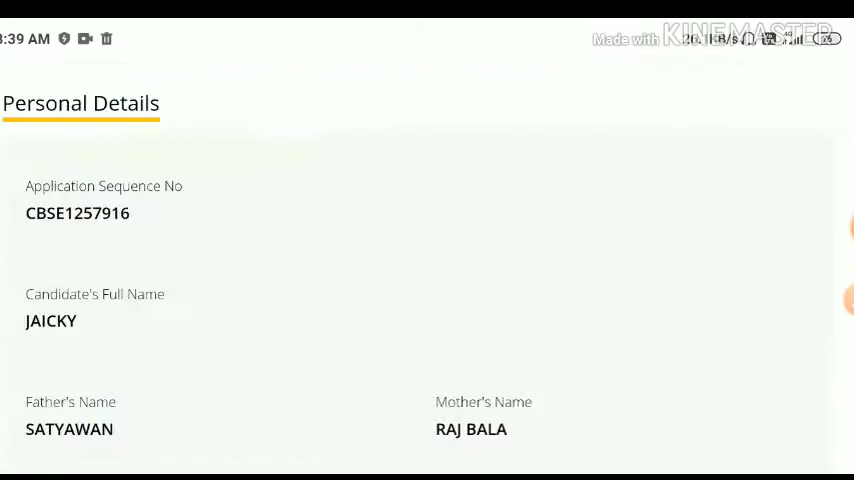 :39 AM
Made with KINEMASTER
Personal Details
Application Sequence No
CBSE1257916
Candidate's Full Name
JAICKY
Father's Name
Mother's Name
SATYAWAN
RAJ BALA